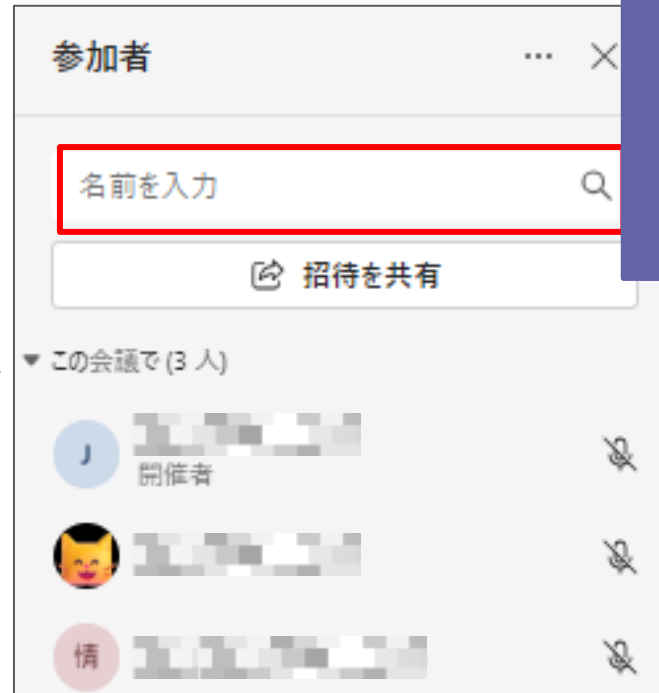 参加者
名前を入力
招待を共有
この会議で (3 人)
J
開催者
情